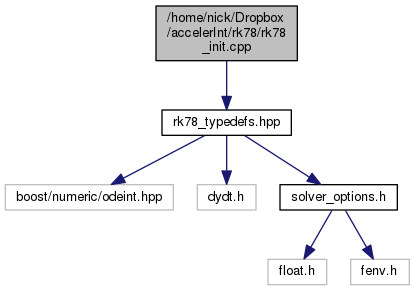 /home/nick/Dropbox
/accelerInt/rk78/rk78
_init.cpp
rk78_typedefs.hpp
boost/numeric/odeint.hpp
dydt.h
solver_options.h
float.h
fenv.h